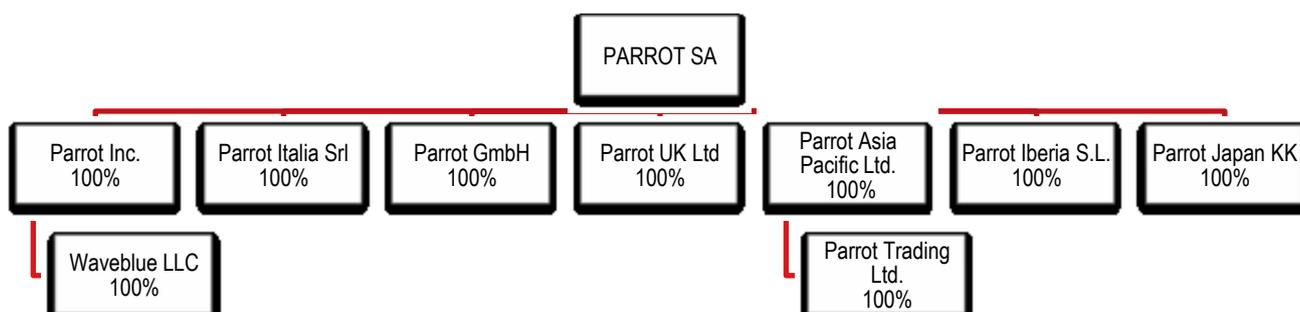 PARROT SA
Parrot Inc.
100%
Parrot Italia Srl
100%
Parrot GmbH
100%
Parrot UK Ltd
100%
Parrot Asia
Pacific Ltd.
100%
Parrot Iberia S.L.
100%
Parrot Japan KK
100%
Waveblue LLC
100%
Parrot Trading
Ltd.
100%